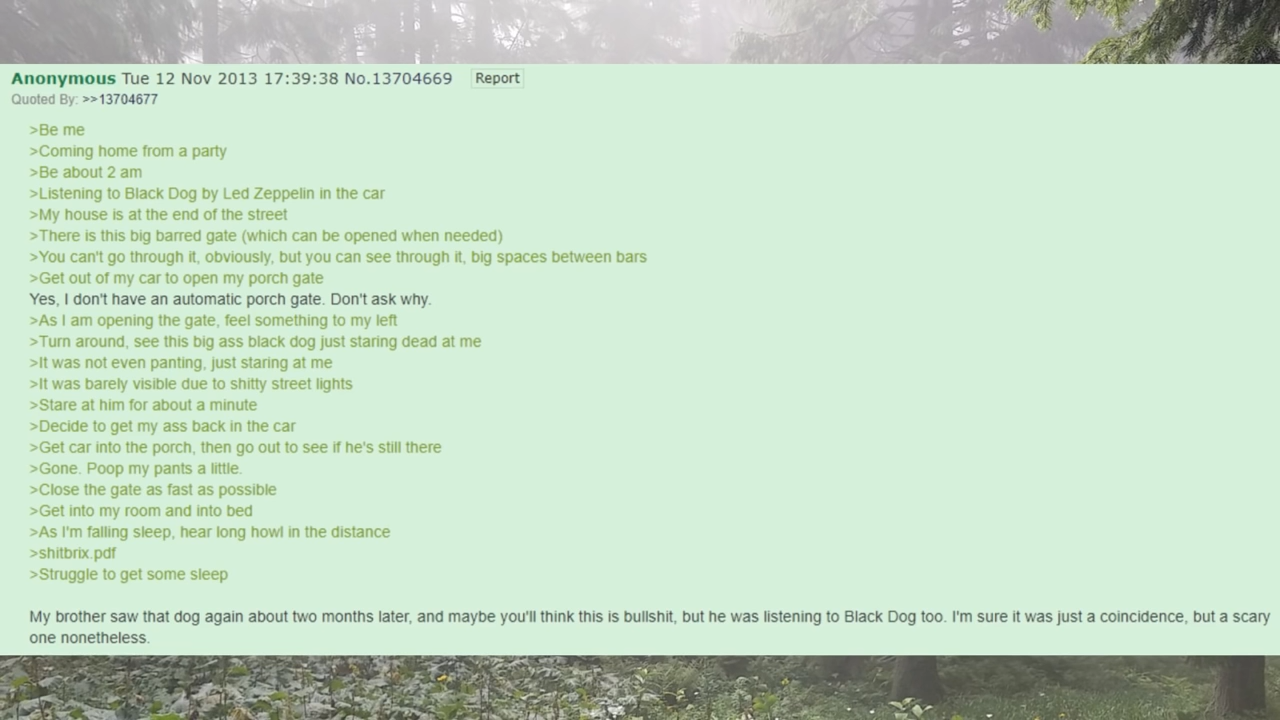 Anonymous Tue 12 Nov 2013 17:39:38 No.13704669 Report
Quoted By: >>13704677
>Be me
>Coming home from a party
>Be about 2 am
>Listening to Black Dog by Led Zeppelin in the car
>My house is at the end of the street
>There is this big barred gate (which can be opened when needed)
>You can't go through it, obviously, but you can see through it, big spaces between bars
>Get out of my car to open my porch gate
Yes, I don't have an automatic porch gate. Don't ask why.
>As I am opening the gate, feel something to my left
>Turn around, see this big ass black dog just staring dead at me
>It was not even panting, just staring at me
>It was barely visible due to shitty street lights
>Stare at him for about a minute
>Decide to get my ass back in the car
>Get car into the porch, then go out to see if he's still there
>Gone. Poop my pants a little.
>Close the gate as fast as possible
>Get into my room and into bed
>As I'm falling sleep, hear long howl in the distance
>shitbrix.pdf
>Struggle to get some sleep
My brother saw that dog again about two months later, and maybe you'll think this is bullshit, but he was listening to Black Dog too. I'm sure it was just a coincidence, but a scary
one nonetheless.